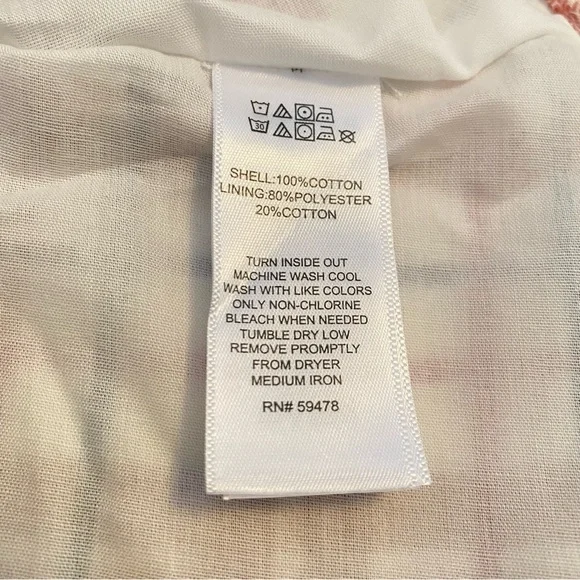 30
SHELL:100%COTTON
LINING:80%POLYESTER
20%COTTON
TURN INSIDE OUT
MACHINE WASH COOL
WASH WITH LIKE COLORS
ONLY NON-CHLORINE
BLEACH WHEN NEEDED
TUMBLE DRY LOW
REMOVE PROMPTLY
FROM DRYER
MEDIUM IRON
RN# 59478